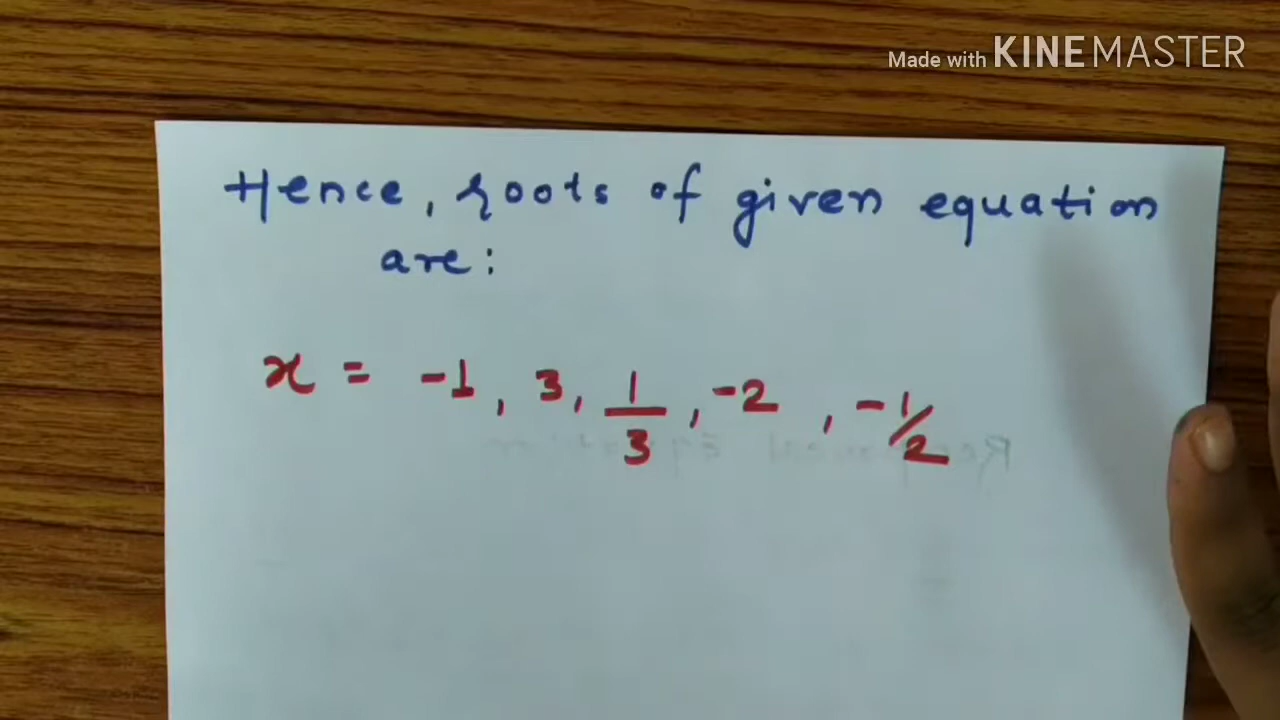 Made with KINEMASTER
Hence, roots of given equation
are:
x = -1, 3, 1/3, -2, -1/2